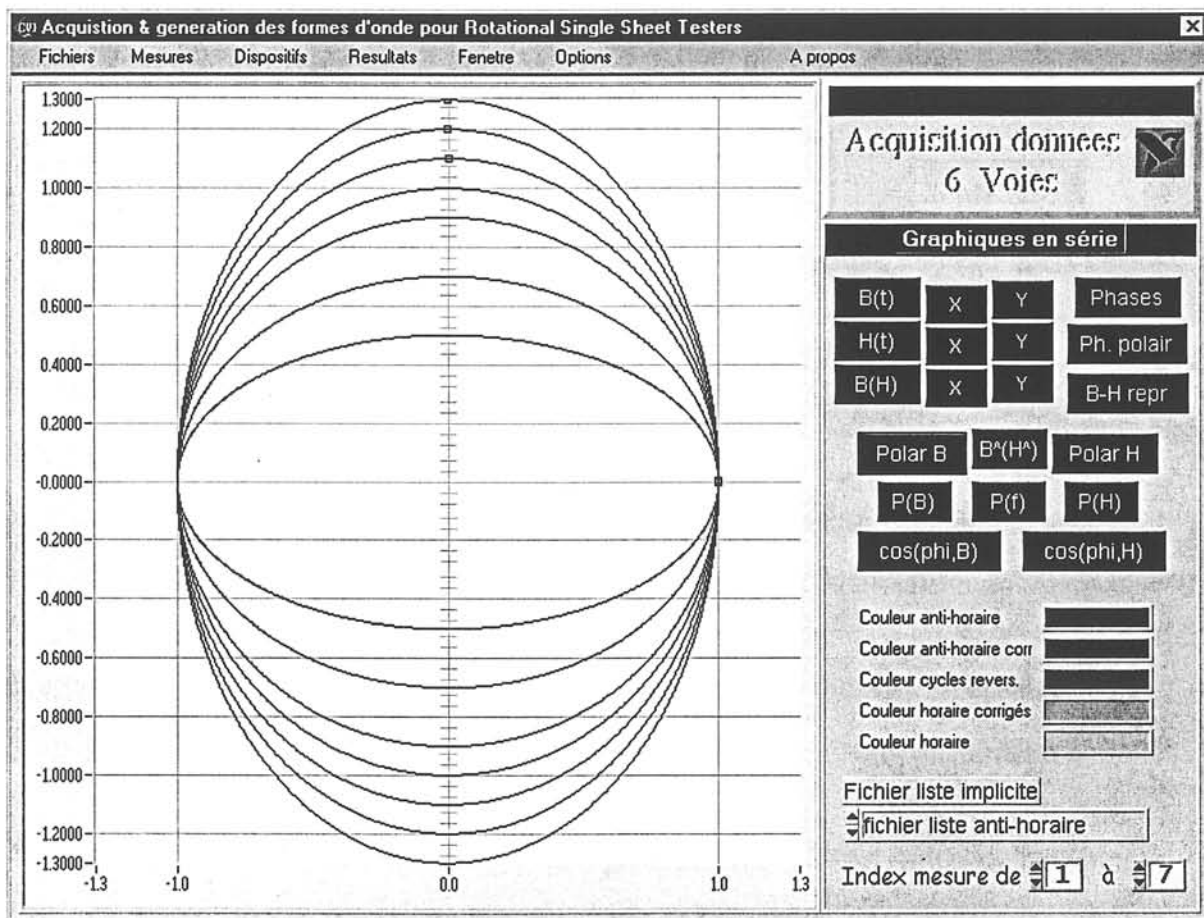 CVI Acquistion & generation des formes d'onde pour Rotational Single Sheet Testers
Fichiers Mesures Dispositifs Resultats Fenetre Options A propos
1.3000
1.2000
1.0000
0.8000
0.6000
0.4000
0.2000
-0.0000
-0.2000
-0.4000
-0.6000
-0.8000
-1.0000
-1.2000
-1.3000
-1.3 -1.0 0.0 1.0 1.3
Acquisition donnees
6 Voies
Graphiques en série
B(t) X Y Phases
H(t) X Y Ph. polair
B(H) X Y B-H repr
Polar B B^(H^) Polar H
P(B) P(f) P(H)
cos(phi,B) cos(phi,H)
Couleur anti-horaire
Couleur anti-horaire corr
Couleur cycles revers.
Couleur horaire corrigés
Couleur horaire
Fichier liste implicite
fichier liste anti-horaire
Index mesure de 1 à 7